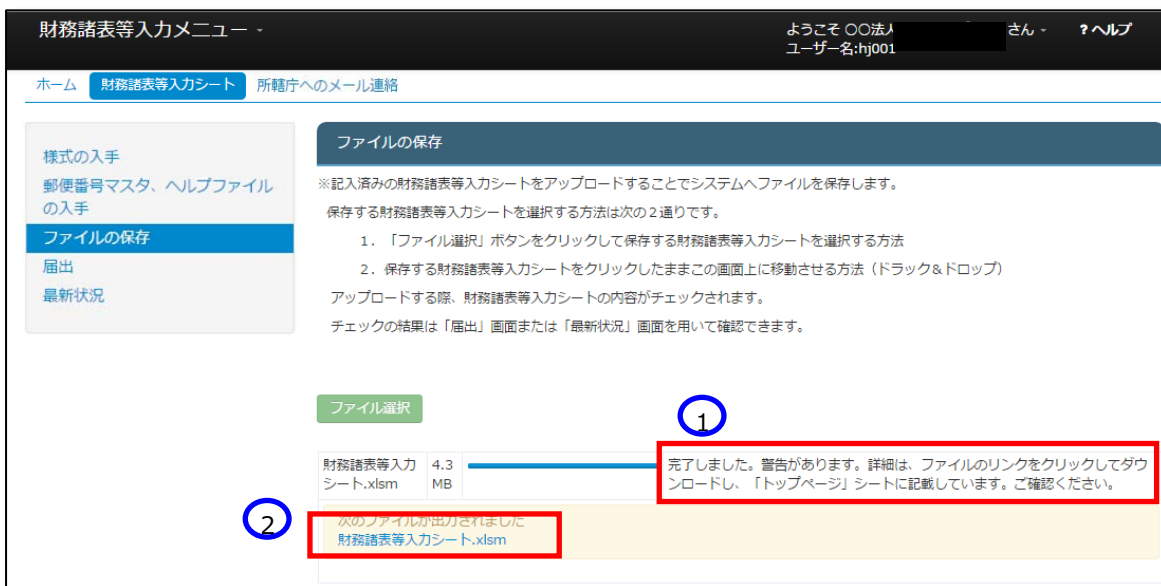 財務諸表等入力メニュー
ようこそ 〇〇法人 さん
? ヘルプ
ユーザー名:hj001
ホーム 財務諸表等入力シート 所轄庁へのメール連絡
様式の入手
郵便番号マスタ、ヘルプファイル
の入手
ファイルの保存
届出
最新状況
ファイルの保存
※記入済みの財務諸表等入力シートをアップロードすることでシステムへファイルを保存します。
保存する財務諸表等入力シートを選択する方法は次の２通りです。
１．「ファイル選択」ボタンをクリックして保存する財務諸表等入力シートを選択する方法
２．保存する財務諸表等入力シートをクリックしたままこの画面上に移動させる方法（ドラック＆ドロップ）
アップロードする際、財務諸表等入力シートの内容がチェックされます。
チェックの結果は「届出」画面または「最新状況」画面を用いて確認できます。
ファイル選択
1
財務諸表等入力
シート.xlsm
4.3
MB
完了しました。警告があります。詳細は、ファイルのリンクをクリックしてダウ
ンロードし、「トップページ」シートに記載しています。ご確認ください。
2
次のファイルが出力されました
財務諸表等入力シート.xlsm